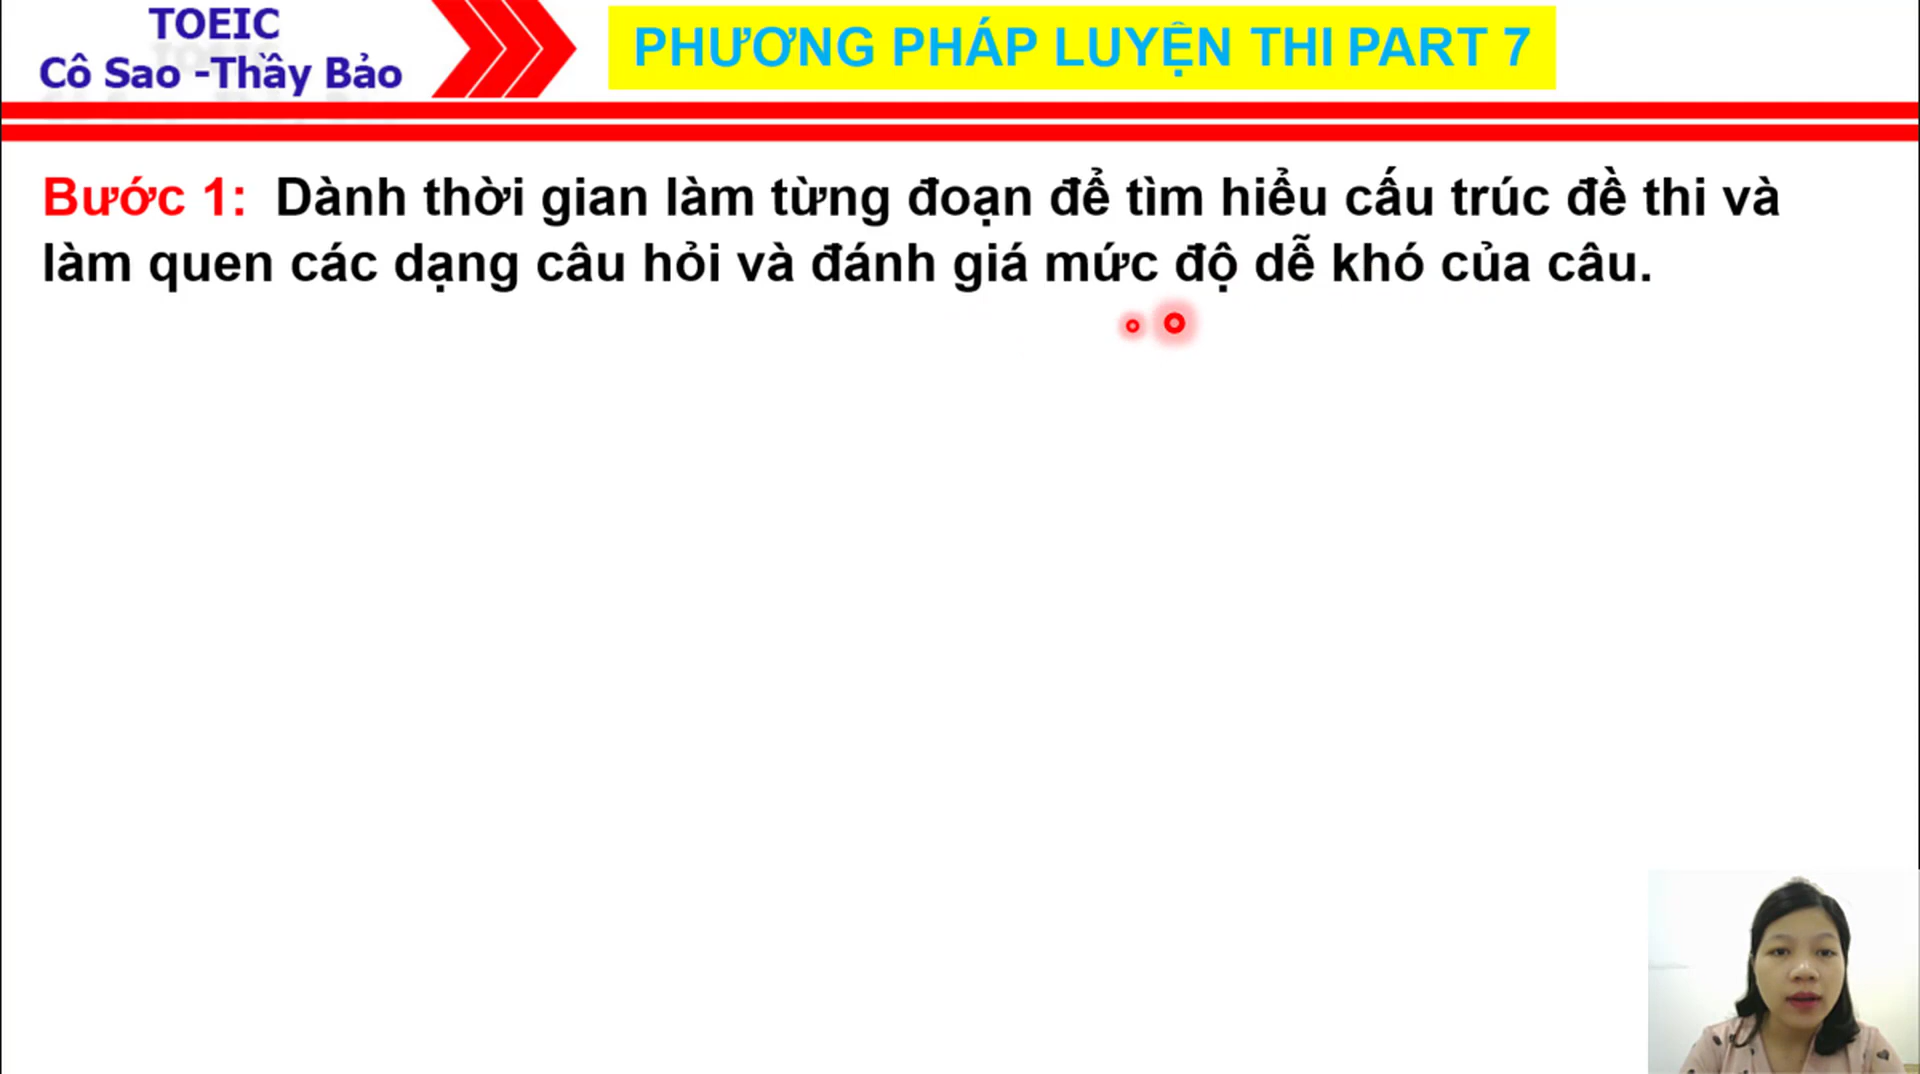 TOEIC
Cô Sao -Thầy Bảo
PHƯƠNG PHÁP LUYỆN THI PART 7
Bước 1: Dành thời gian làm từng đoạn để tìm hiểu cấu trúc đề thi và
làm quen các dạng câu hỏi và đánh giá mức độ dễ khó của câu.